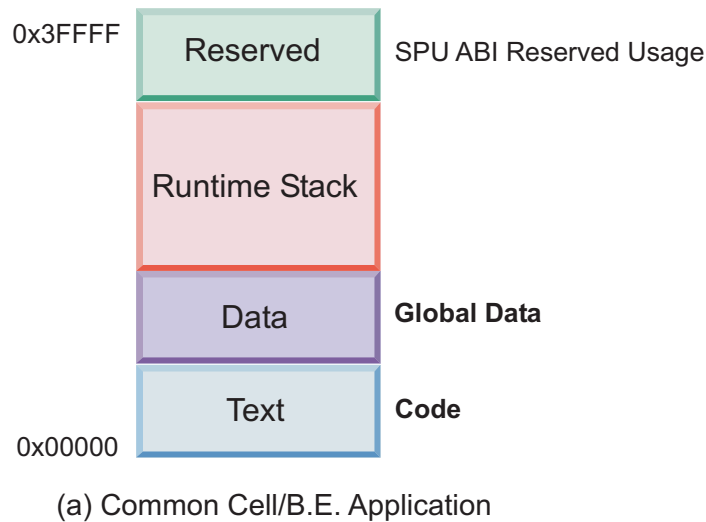 0x3FFFF Reserved SPU ABI Reserved Usage
Runtime Stack
Data Global Data
Text Code
0x00000
(a) Common Cell/B.E. Application